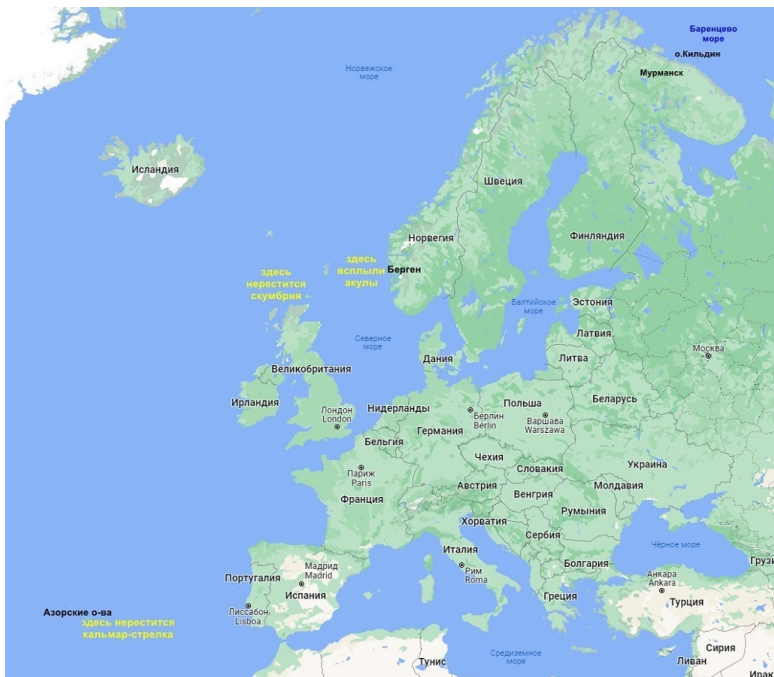 Баренцево
море
о.Кильдин
Мурманск
Норвежское
море
Исландия
Швеция
Норвегия
Финляндия
здесь
всплыли
акулы
Берген
здесь
нерестится
скумбрия
Балтийское
море
Эстония
Северное
море
Латвия
Дания
Литва
Москва
Великобритания
Ирландия
Лондон
London
Нидерланды
Берлин
Berlin
Польша
Варшава
Warszawa
Беларусь
Германия
Бельгия
Париж
Paris
Чехия
Словакия
Украина
Австрия
Молдавия
Франция
Венгрия
Румыния
Хорватия
Сербия
Чёрное море
Италия
Болгария
Грузи
Мадрид
Madrid
Рим
Roma
Португалия
Испания
Анкара
Ankara
Греция
Турция
Лиссабон
Lisboa
Азорские о-ва
здесь нерестится
кальмар-стрелка
Тунис
Средиземное
море
Сирия
Ливан
Ирак